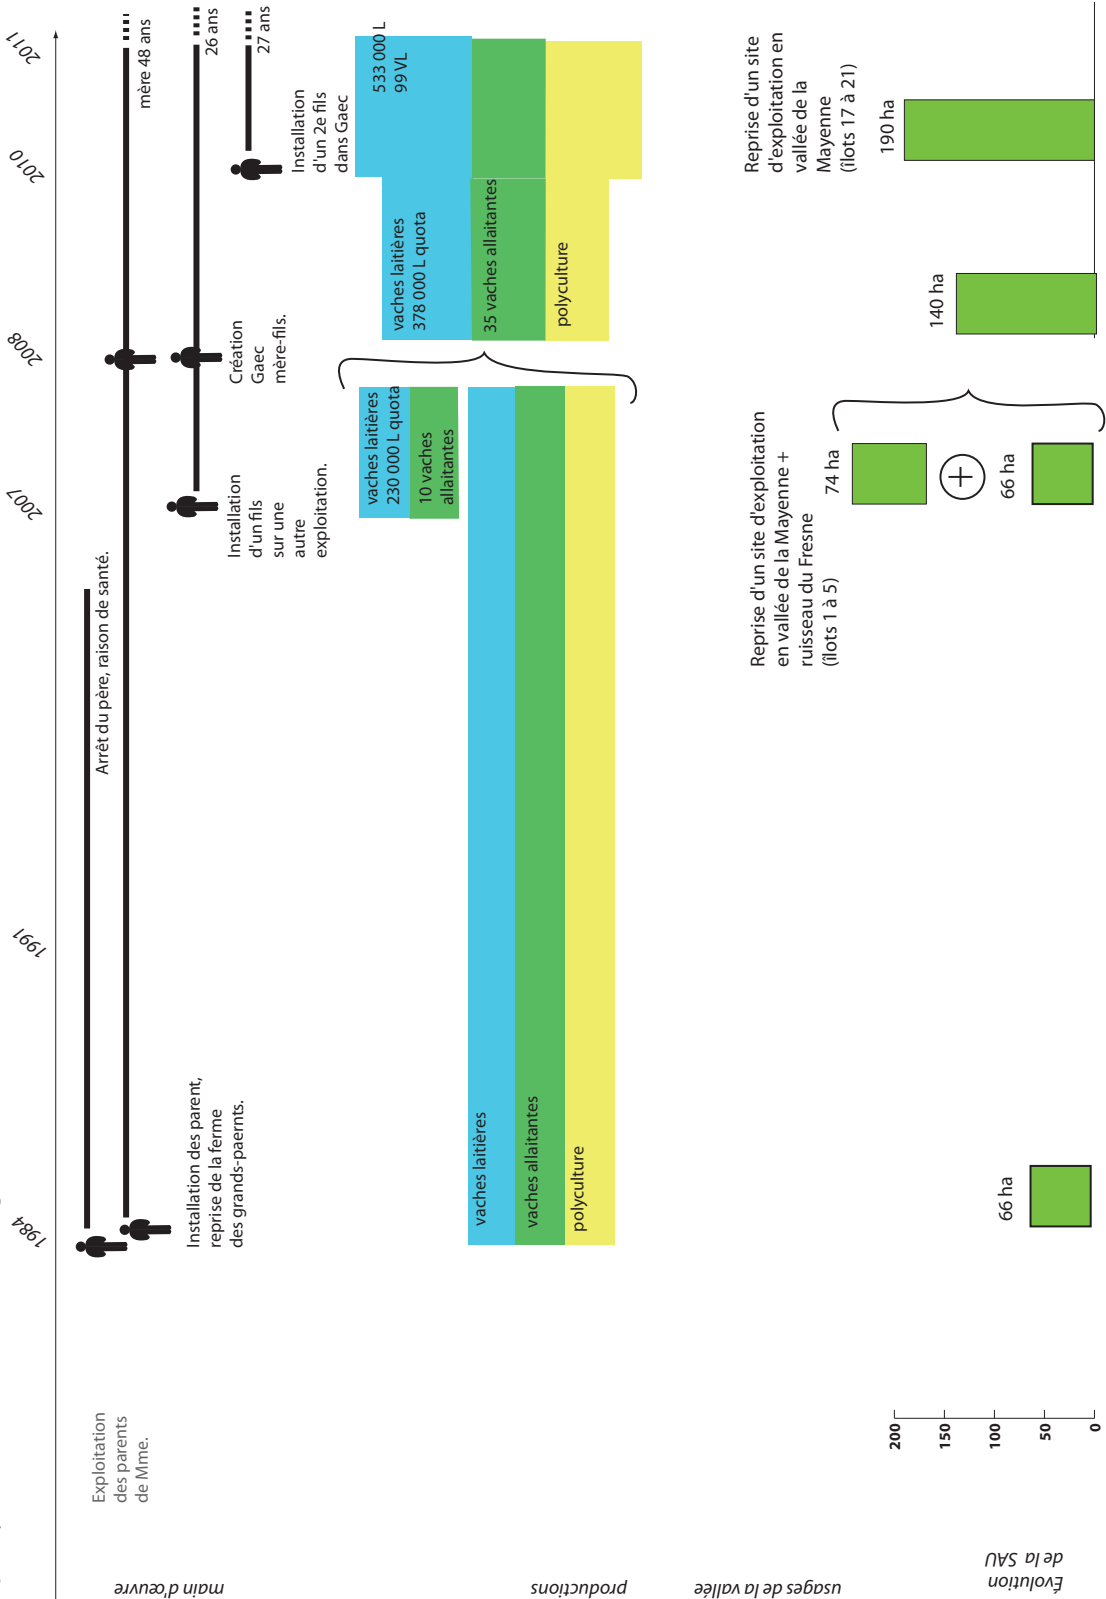 1984
1991
2007
2008
2010
2011
main d'œuvre
Exploitation
des parents
de Mme.
Installation des parent,
reprise de la ferme
des grands-paernts.
Arrêt du père, raison de santé.
Installation
d'un fils
sur une
autre
exploitation.
Création
Gaec
mère-fils.
Installation
d'un 2e fils
dans Gaec
mère 48 ans
26 ans
27 ans
productions
vaches laitières
vaches allaitantes
polyculture
vaches laitières
230 000 L quota
10 vaches
allaitantes
vaches laitières
378 000 L quota
35 vaches allaitantes
polyculture
533 000 L
99 VL
usages de la vallée
Reprise d'un site d'exploitation
en vallée de la Mayenne +
ruisseau du Fresne
(îlots 1 à 5)
Reprise d'un site
d'exploitation en
vallée de la
Mayenne
(îlots 17 à 21)
Évolution
de la SAU
200
150
100
50
0
66 ha
74 ha
+
66 ha
140 ha
190 ha